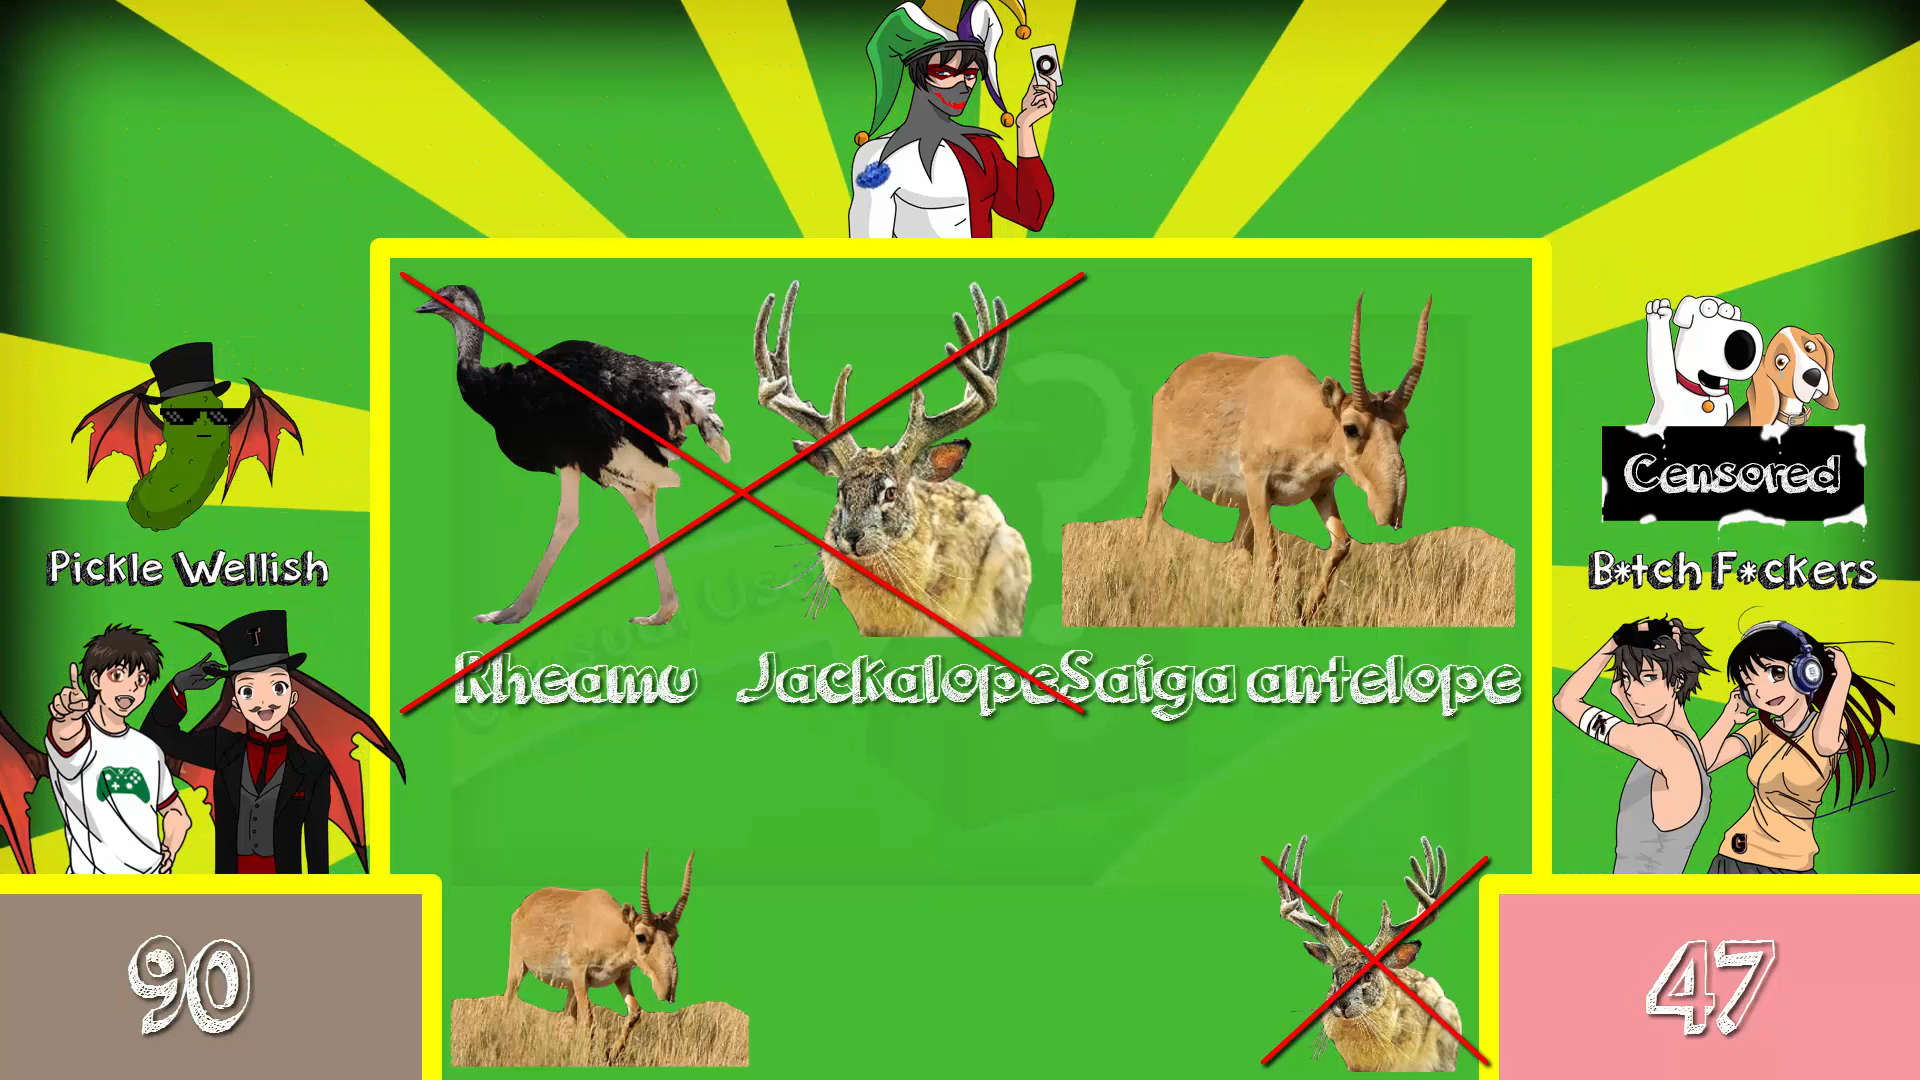 Censored
Pickle Wellish
B*tch F*ckers
Rheamu
Jackalope
Saiga antelope
T
G
90
47